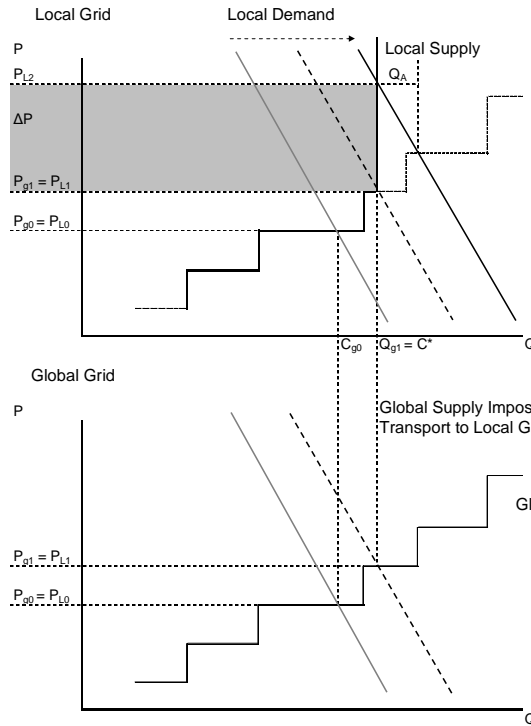 Local Grid
Local Demand
P
Local Supply
P_L2
Q_A
ΔP
P_g1 = P_L1
P_g0 = P_L0
C_g0
Q_g1 = C*
Q
Global Grid
P
Global Supply Impos
Transport to Local G
Gl
P_g1 = P_L1
P_g0 = P_L0
Q